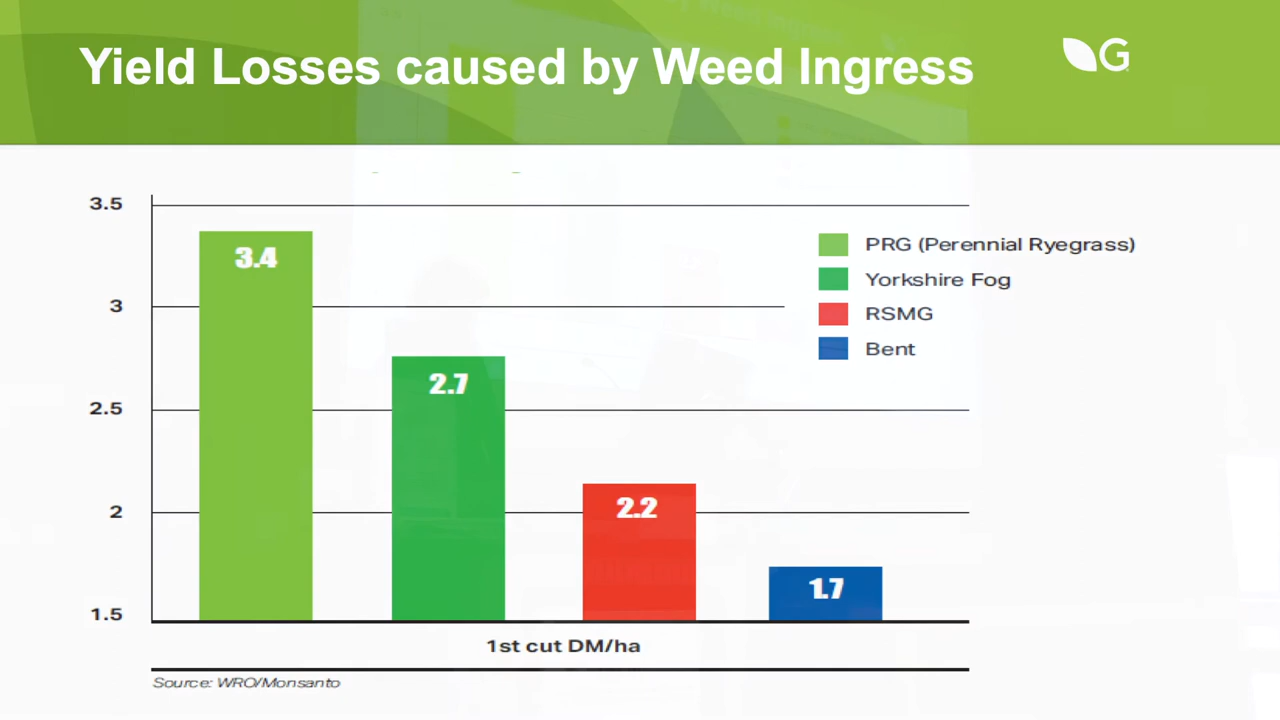 Yield Losses caused by Weed Ingress
G
3.5
3
2.5
2
1.5
3.4
2.7
2.2
1.7
PRG (Perennial Ryegrass)
Yorkshire Fog
RSMG
Bent
1st cut DM/ha
Source: WRO/Monsanto